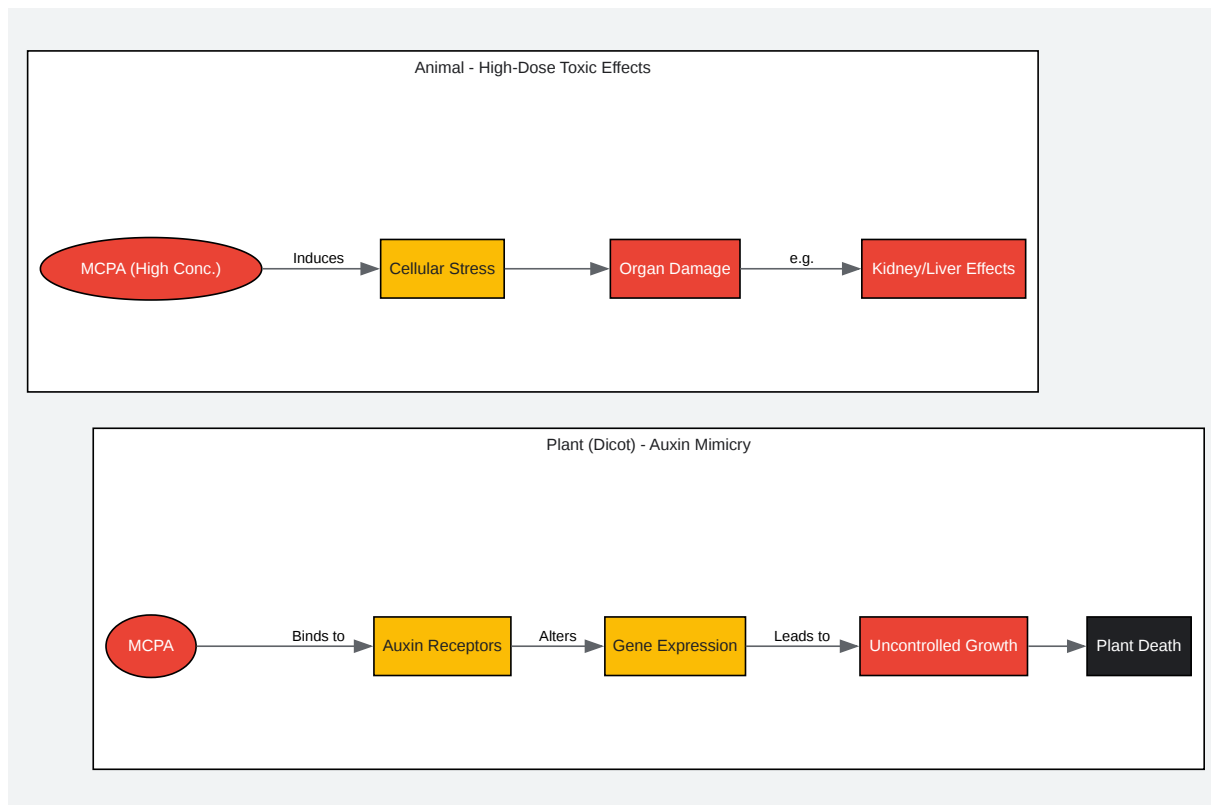 Animal - High-Dose Toxic Effects
MCPA (High Conc.)
Induces
Cellular Stress
Organ Damage
e.g.
Kidney/Liver Effects
Plant (Dicot) - Auxin Mimicry
MCPA
Binds to
Auxin Receptors
Alters
Gene Expression
Leads to
Uncontrolled Growth
Plant Death